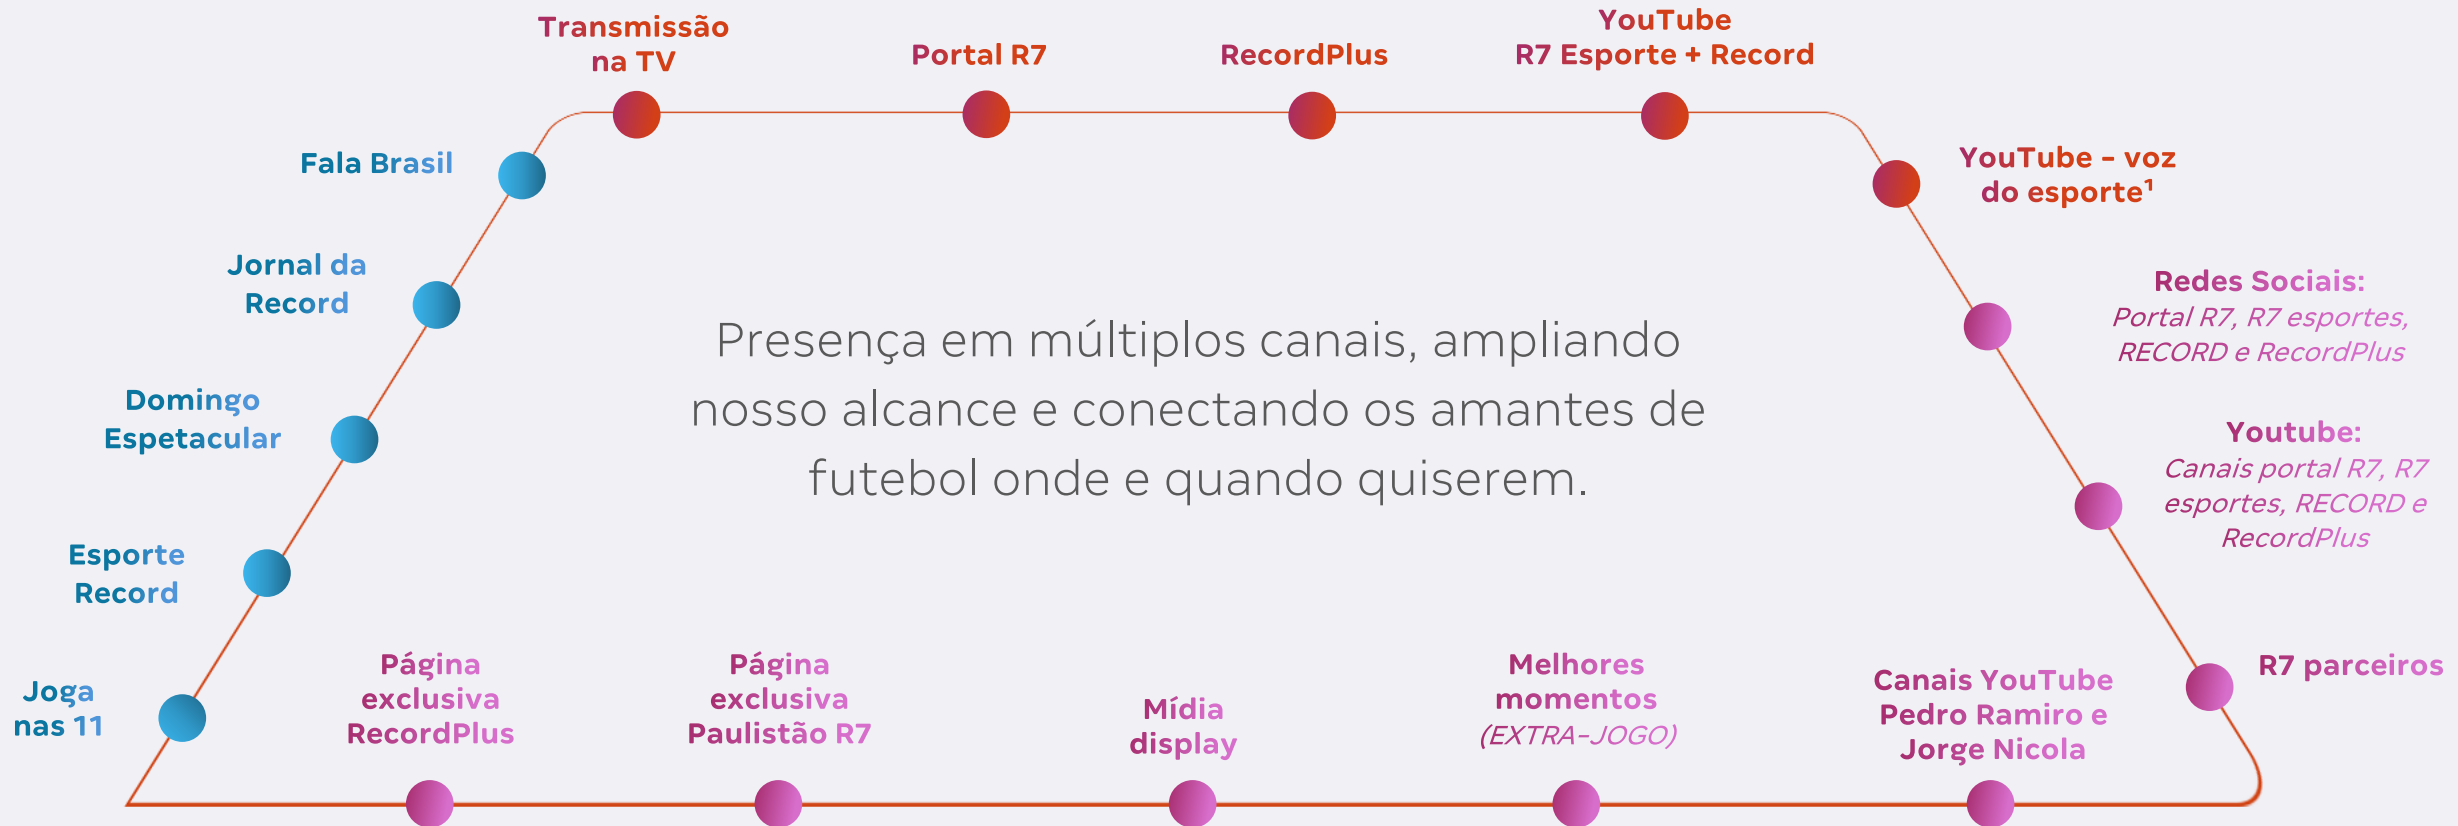 Transmissão
na TV
Portal R7
RecordPlus
YouTube
R7 Esporte + Record
Fala Brasil
YouTube - voz
do esporte¹
Jornal da
Record
Redes Sociais:
Portal R7, R7 esportes,
RECORD e RecordPlus
Presença em múltiplos canais, ampliando
nosso alcance e conectando os amantes de
futebol onde e quando quiserem.
Domingo
Espetacular
Youtube:
Canais portal R7, R7
esportes, RECORD e
RecordPlus
Esporte
Record
Joga
nas 11
Página
exclusiva
RecordPlus
Página
exclusiva
Paulistão R7
Mídia
display
Melhores
momentos
(EXTRA-JOGO)
Canais YouTube
Pedro Ramiro e
Jorge Nicola
R7 parceiros